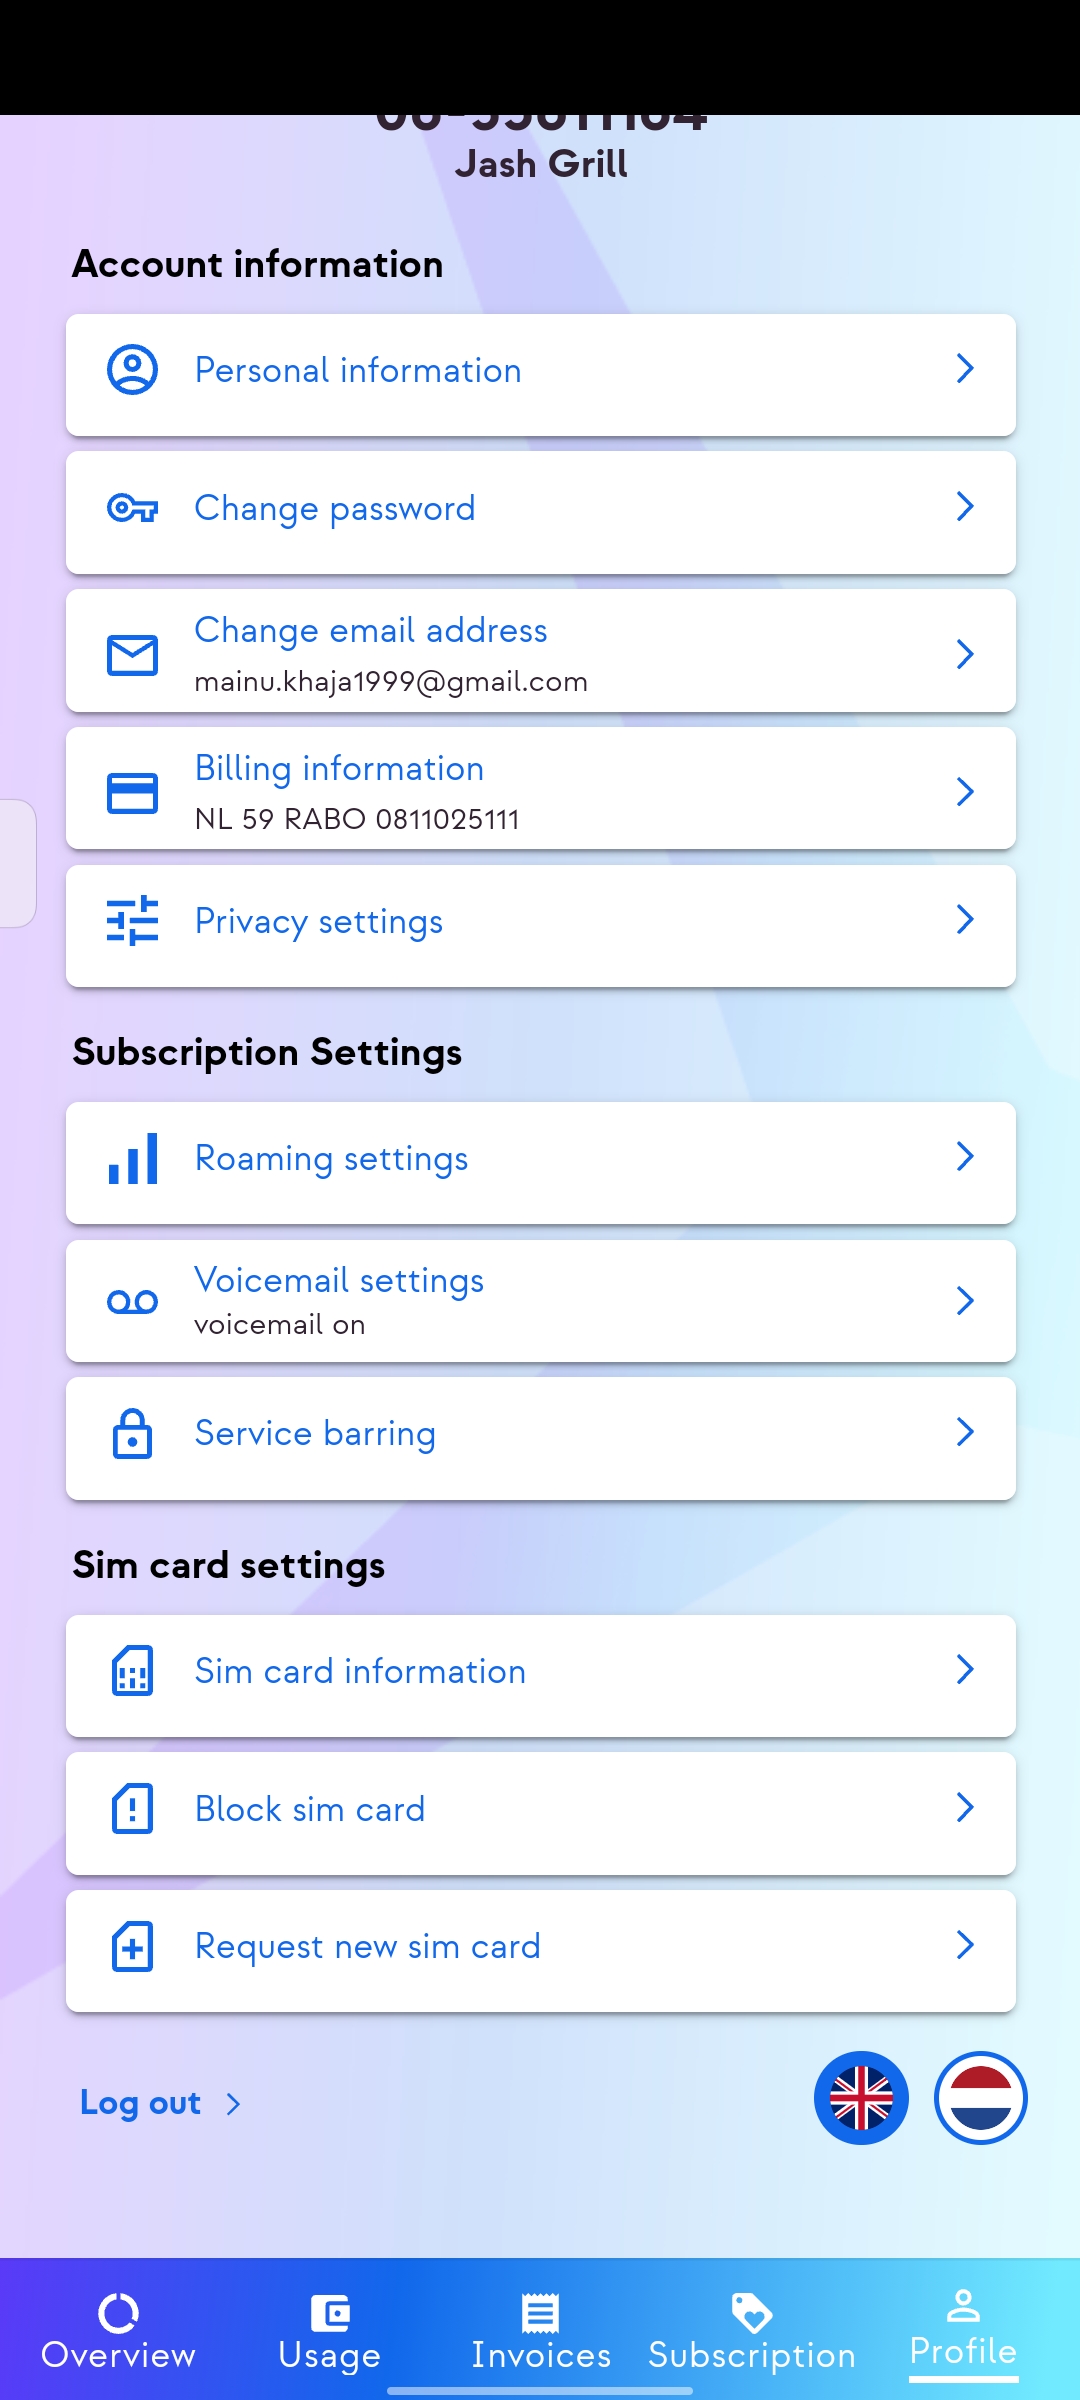 Jash Grill
Account information
Personal information
Change password
Change email address
mainu.khaja1999@gmail.com
Billing information
NL 59 RABO 0811025111
Privacy settings
Subscription Settings
Roaming settings
Voicemail settings
voicemail on
Service barring
Sim card settings
Sim card information
Block sim card
Request new sim card
Log out
Overview
Usage
Invoices
Subscription
Profile